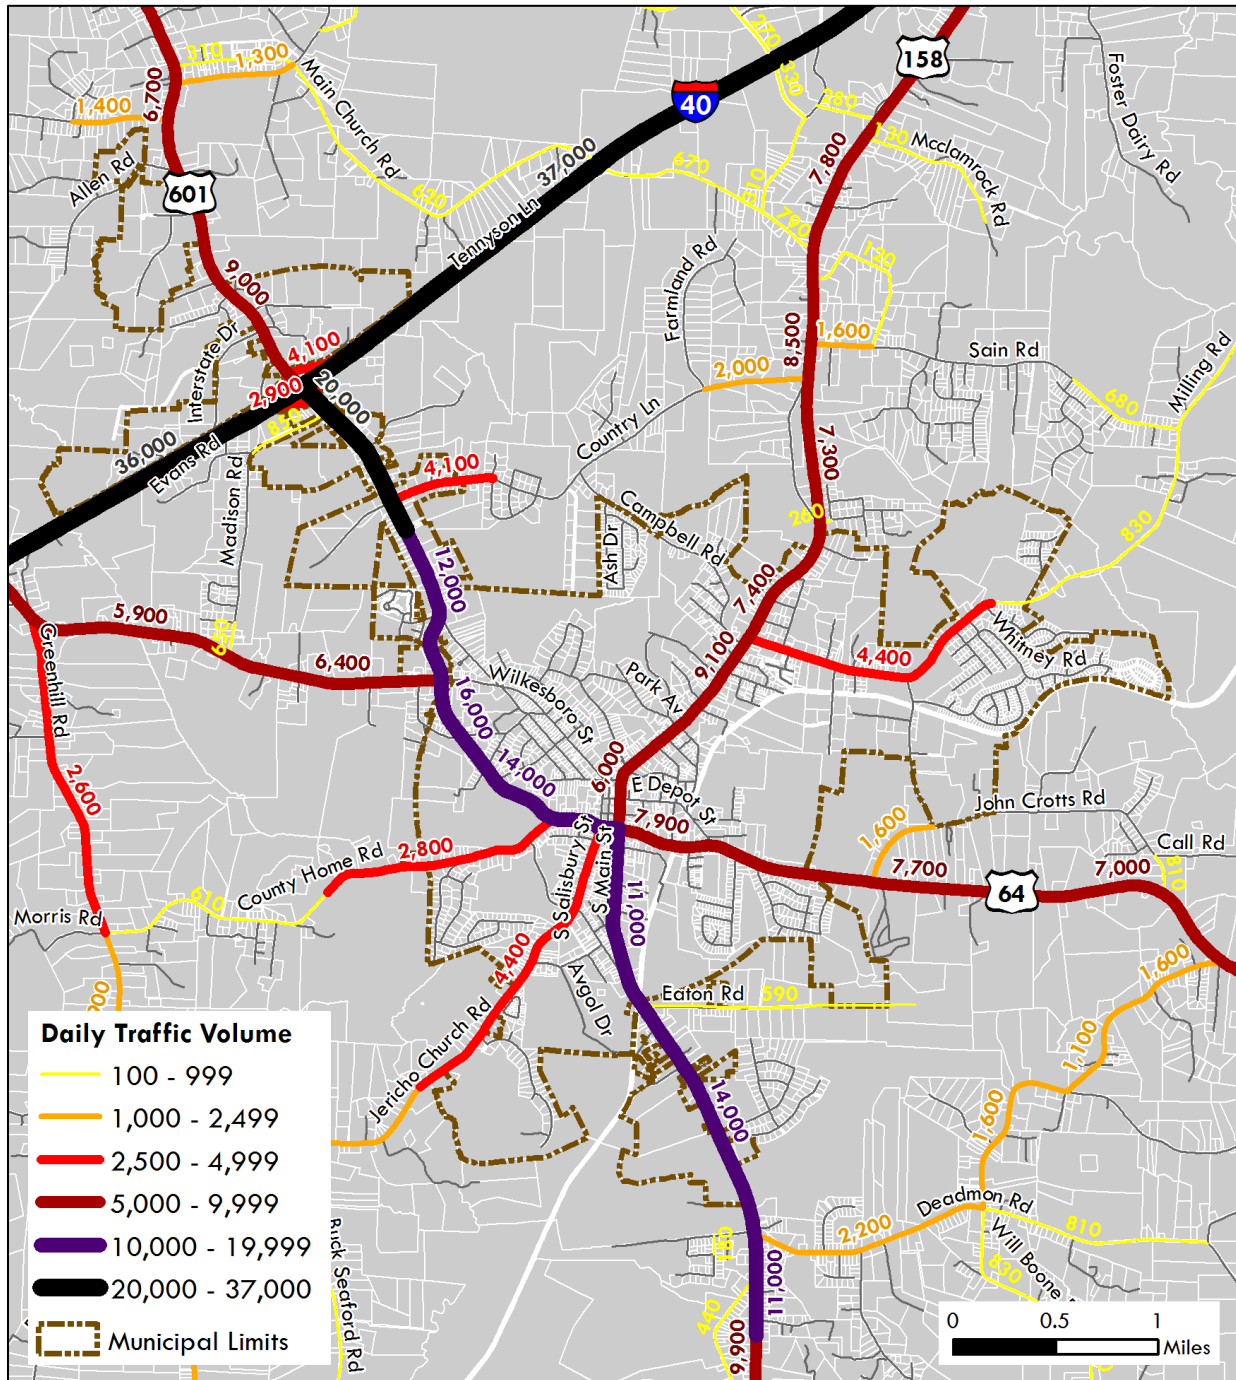 270
158
310
1,300
330
6,700
Main Church Rd
40
Foster Dairy Rd
1,400
280
130
Mcclamrock Rd
37,000
670
7,800
Allen Rd
601
620
310
Tennyson Ln
790
120
9,000
Farmland Rd
Interstate Dr
4,100
8,500
1,600
Sain Rd
Milling Rd
2,900
20,000
2,000
680
850
Country Ln
36,000
Evans Rd
7,300
4,100
Madison Rd
Campbell Rd
260
830
Ash Dr
12,000
7,400
5,900
650
9,100
4,400
Whitney Rd
Greenhill Rd
6,400
Wilkesboro St
Park Av
16,000
2,600
14,000
6,000
E Depot St
John Crotts Rd
7,900
1,600
Call Rd
County Home Rd
2,800
S Salisbury St
S Main St
7,700
64
7,000
810
610
Morris Rd
11,000
4,400
Avgol Dr
1,600
Eaton Rd
590
Jericho Church Rd
1,100
14,000
1,600
Deadmon Rd
810
2,200
Will Boone
180
11,000
830
440
9,900
Buck Seaford Rd
Daily Traffic Volume
100 - 999
1,000 - 2,499
2,500 - 4,999
5,000 - 9,999
10,000 - 19,999
20,000 - 37,000
Municipal Limits
0 0.5 1
Miles